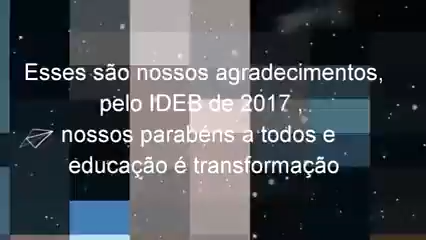 Esses são nossos agradecimentos,
pelo IDEB de 2017 ,
nossos parabéns a todos e
educação é transformação